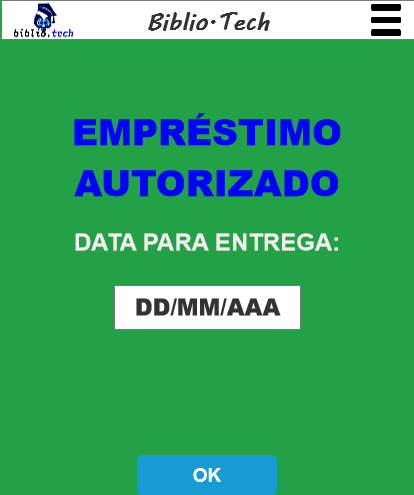 biblio.tech
Biblio·Tech
EMPRÉSTIMO
AUTORIZADO
DATA PARA ENTREGA:
DD/MM/AAA
OK